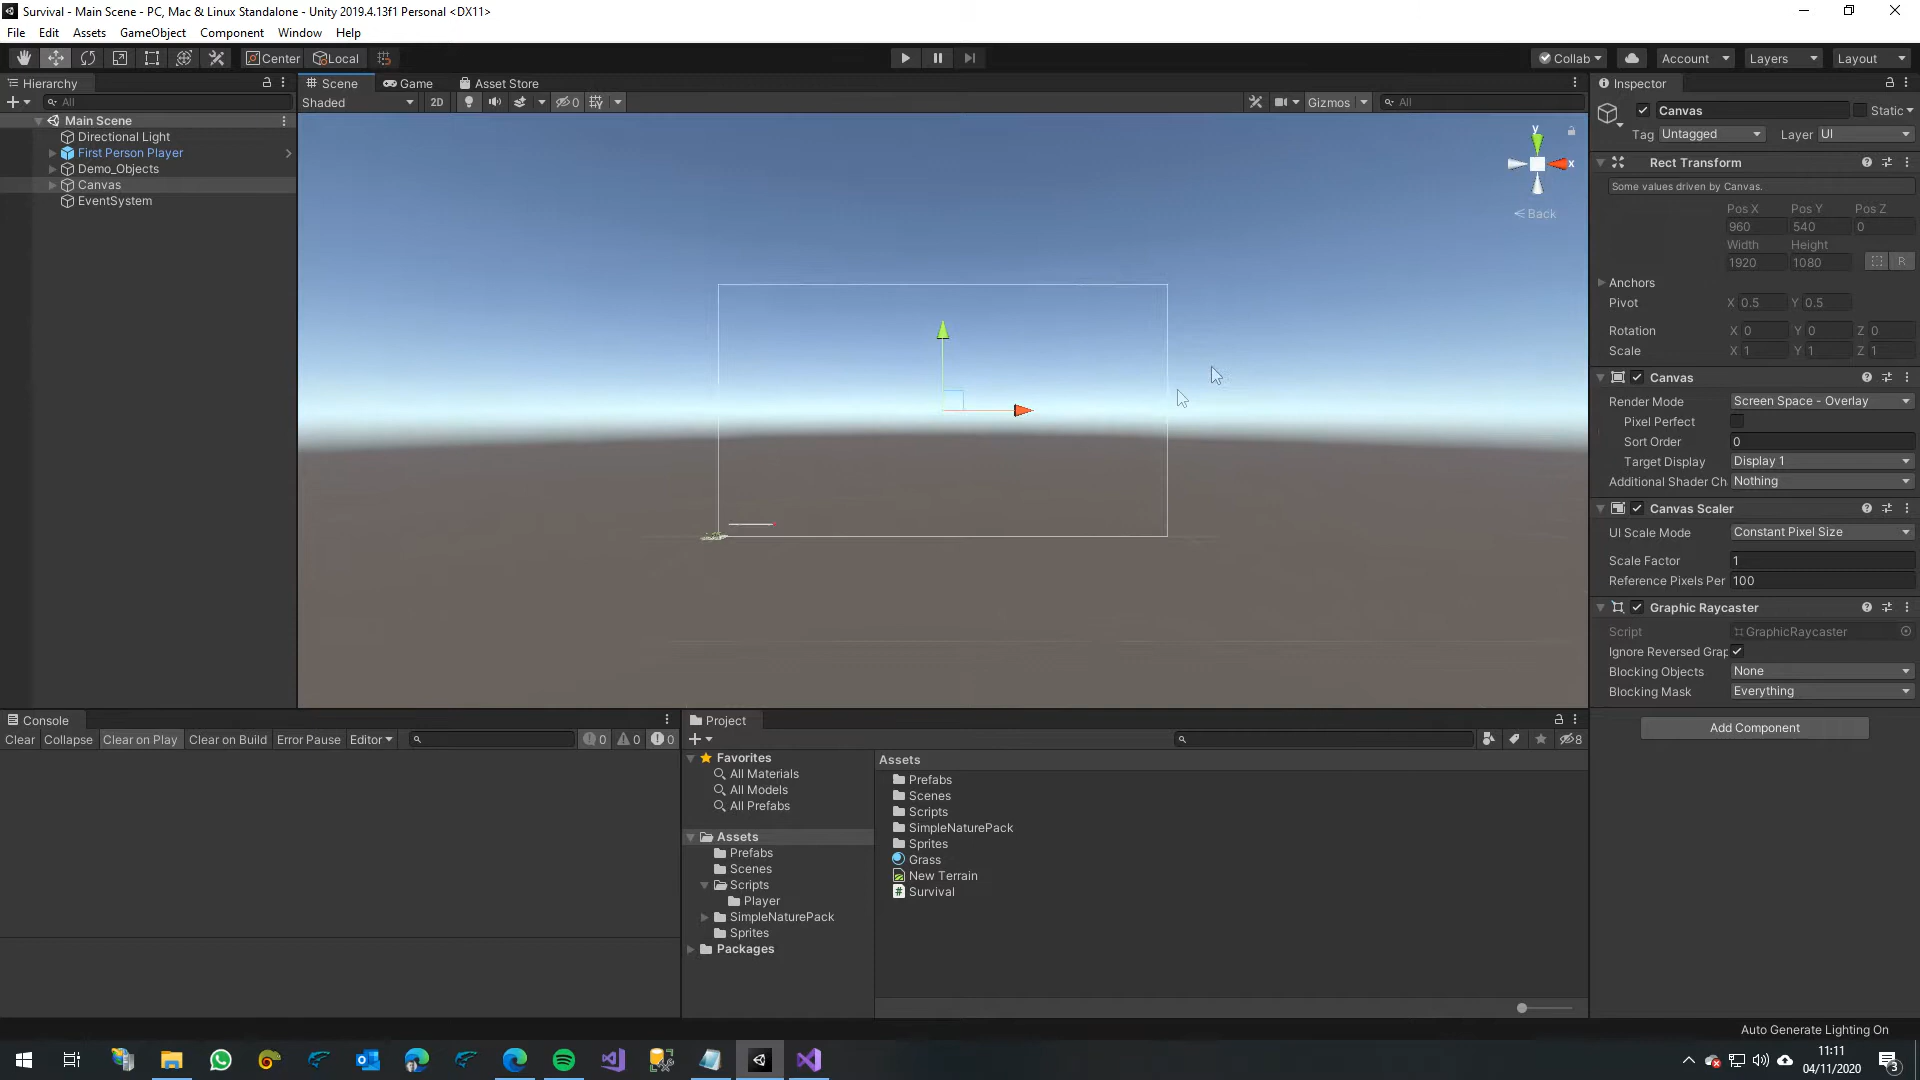 Survival - Main Scene - PC, Mac & Linux Standalone - Unity 2019.4.13f1 Personal <DX11>
File Edit Assets GameObject Component Window Help
Center Local Collab Account Layers Layout
Hierarchy
All
Main Scene
Directional Light
First Person Player
Demo_Objects
Canvas
EventSystem
Scene Game Asset Store
Shaded 2D 0 Gizmos All
y
x
Back
Inspector
Canvas Static
Tag Untagged Layer UI
Rect Transform
Some values driven by Canvas.
Pos X Pos Y Pos Z
960 540 0
Width Height
1920 1080 R
Anchors
Pivot X 0.5 Y 0.5
Rotation X 0 Y 0 Z 0
Scale X 1 Y 1 Z 1
Canvas
Render Mode Screen Space - Overlay
Pixel Perfect
Sort Order 0
Target Display Display 1
Additional Shader Ch Nothing
Canvas Scaler
UI Scale Mode Constant Pixel Size
Scale Factor 1
Reference Pixels Per 100
Graphic Raycaster
Script GraphicRaycaster
Ignore Reversed Grap
Blocking Objects None
Blocking Mask Everything
Add Component
Console
Clear Collapse Clear on Play Clear on Build Error Pause Editor 0 0 0
Project
8
Favorites
All Materials
All Models
All Prefabs
Assets
Prefabs
Scenes
Scripts
Player
SimpleNaturePack
Sprites
Packages
Assets
Prefabs
Scenes
Scripts
SimpleNaturePack
Sprites
Grass
New Terrain
Survival
Auto Generate Lighting On
11:11
04/11/2020
3